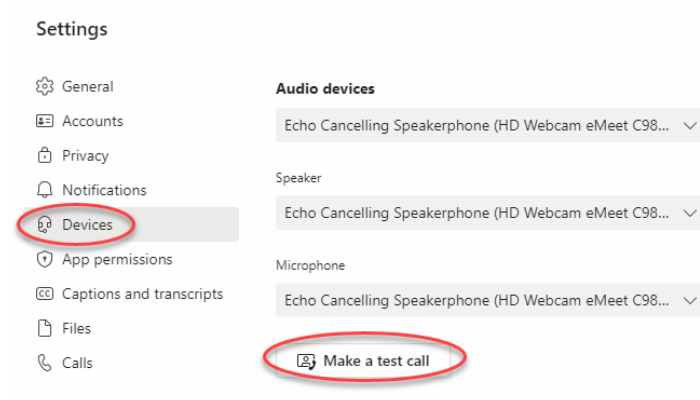 Settings
General
Accounts
Privacy
Notifications
Devices
App permissions
Captions and transcripts
Files
Calls
Audio devices
Echo Cancelling Speakerphone (HD Webcam eMeet C98...
Speaker
Echo Cancelling Speakerphone (HD Webcam eMeet C98...
Microphone
Echo Cancelling Speakerphone (HD Webcam eMeet C98...
Make a test call